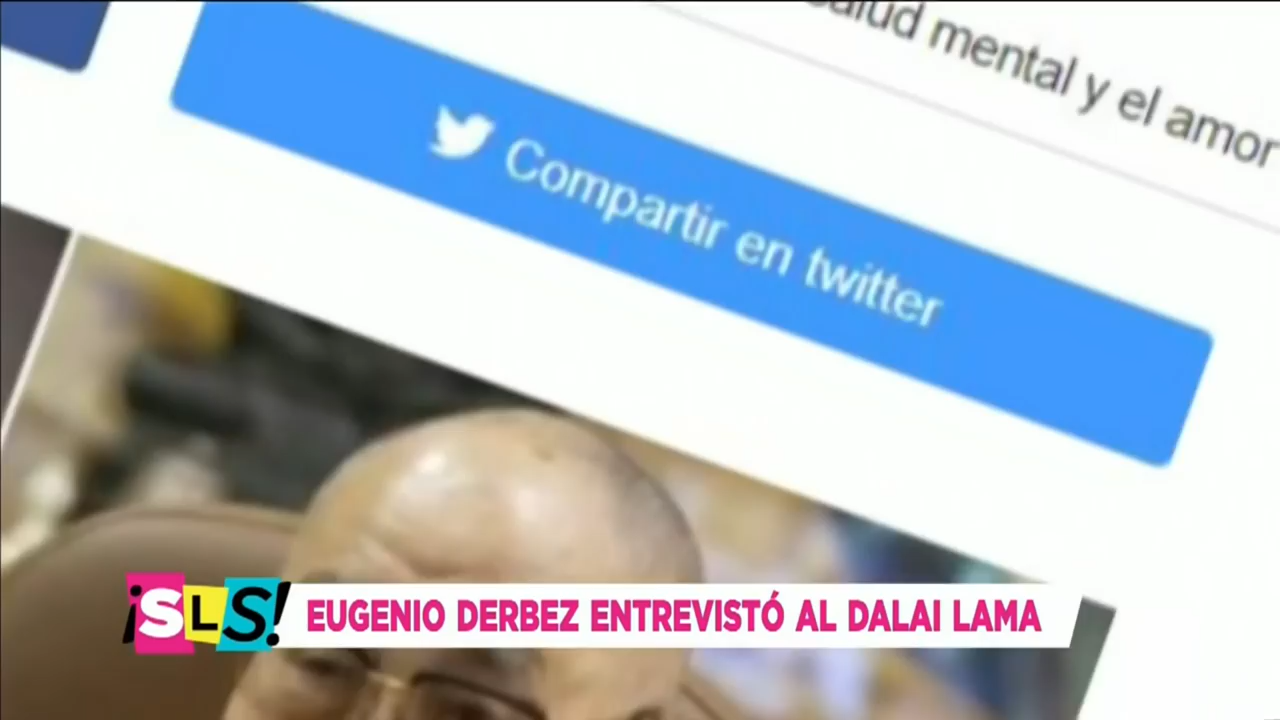 salud mental y el amor
Compartir en twitter
¡SLS!
EUGENIO DERBEZ ENTREVISTÓ AL DALAI LAMA